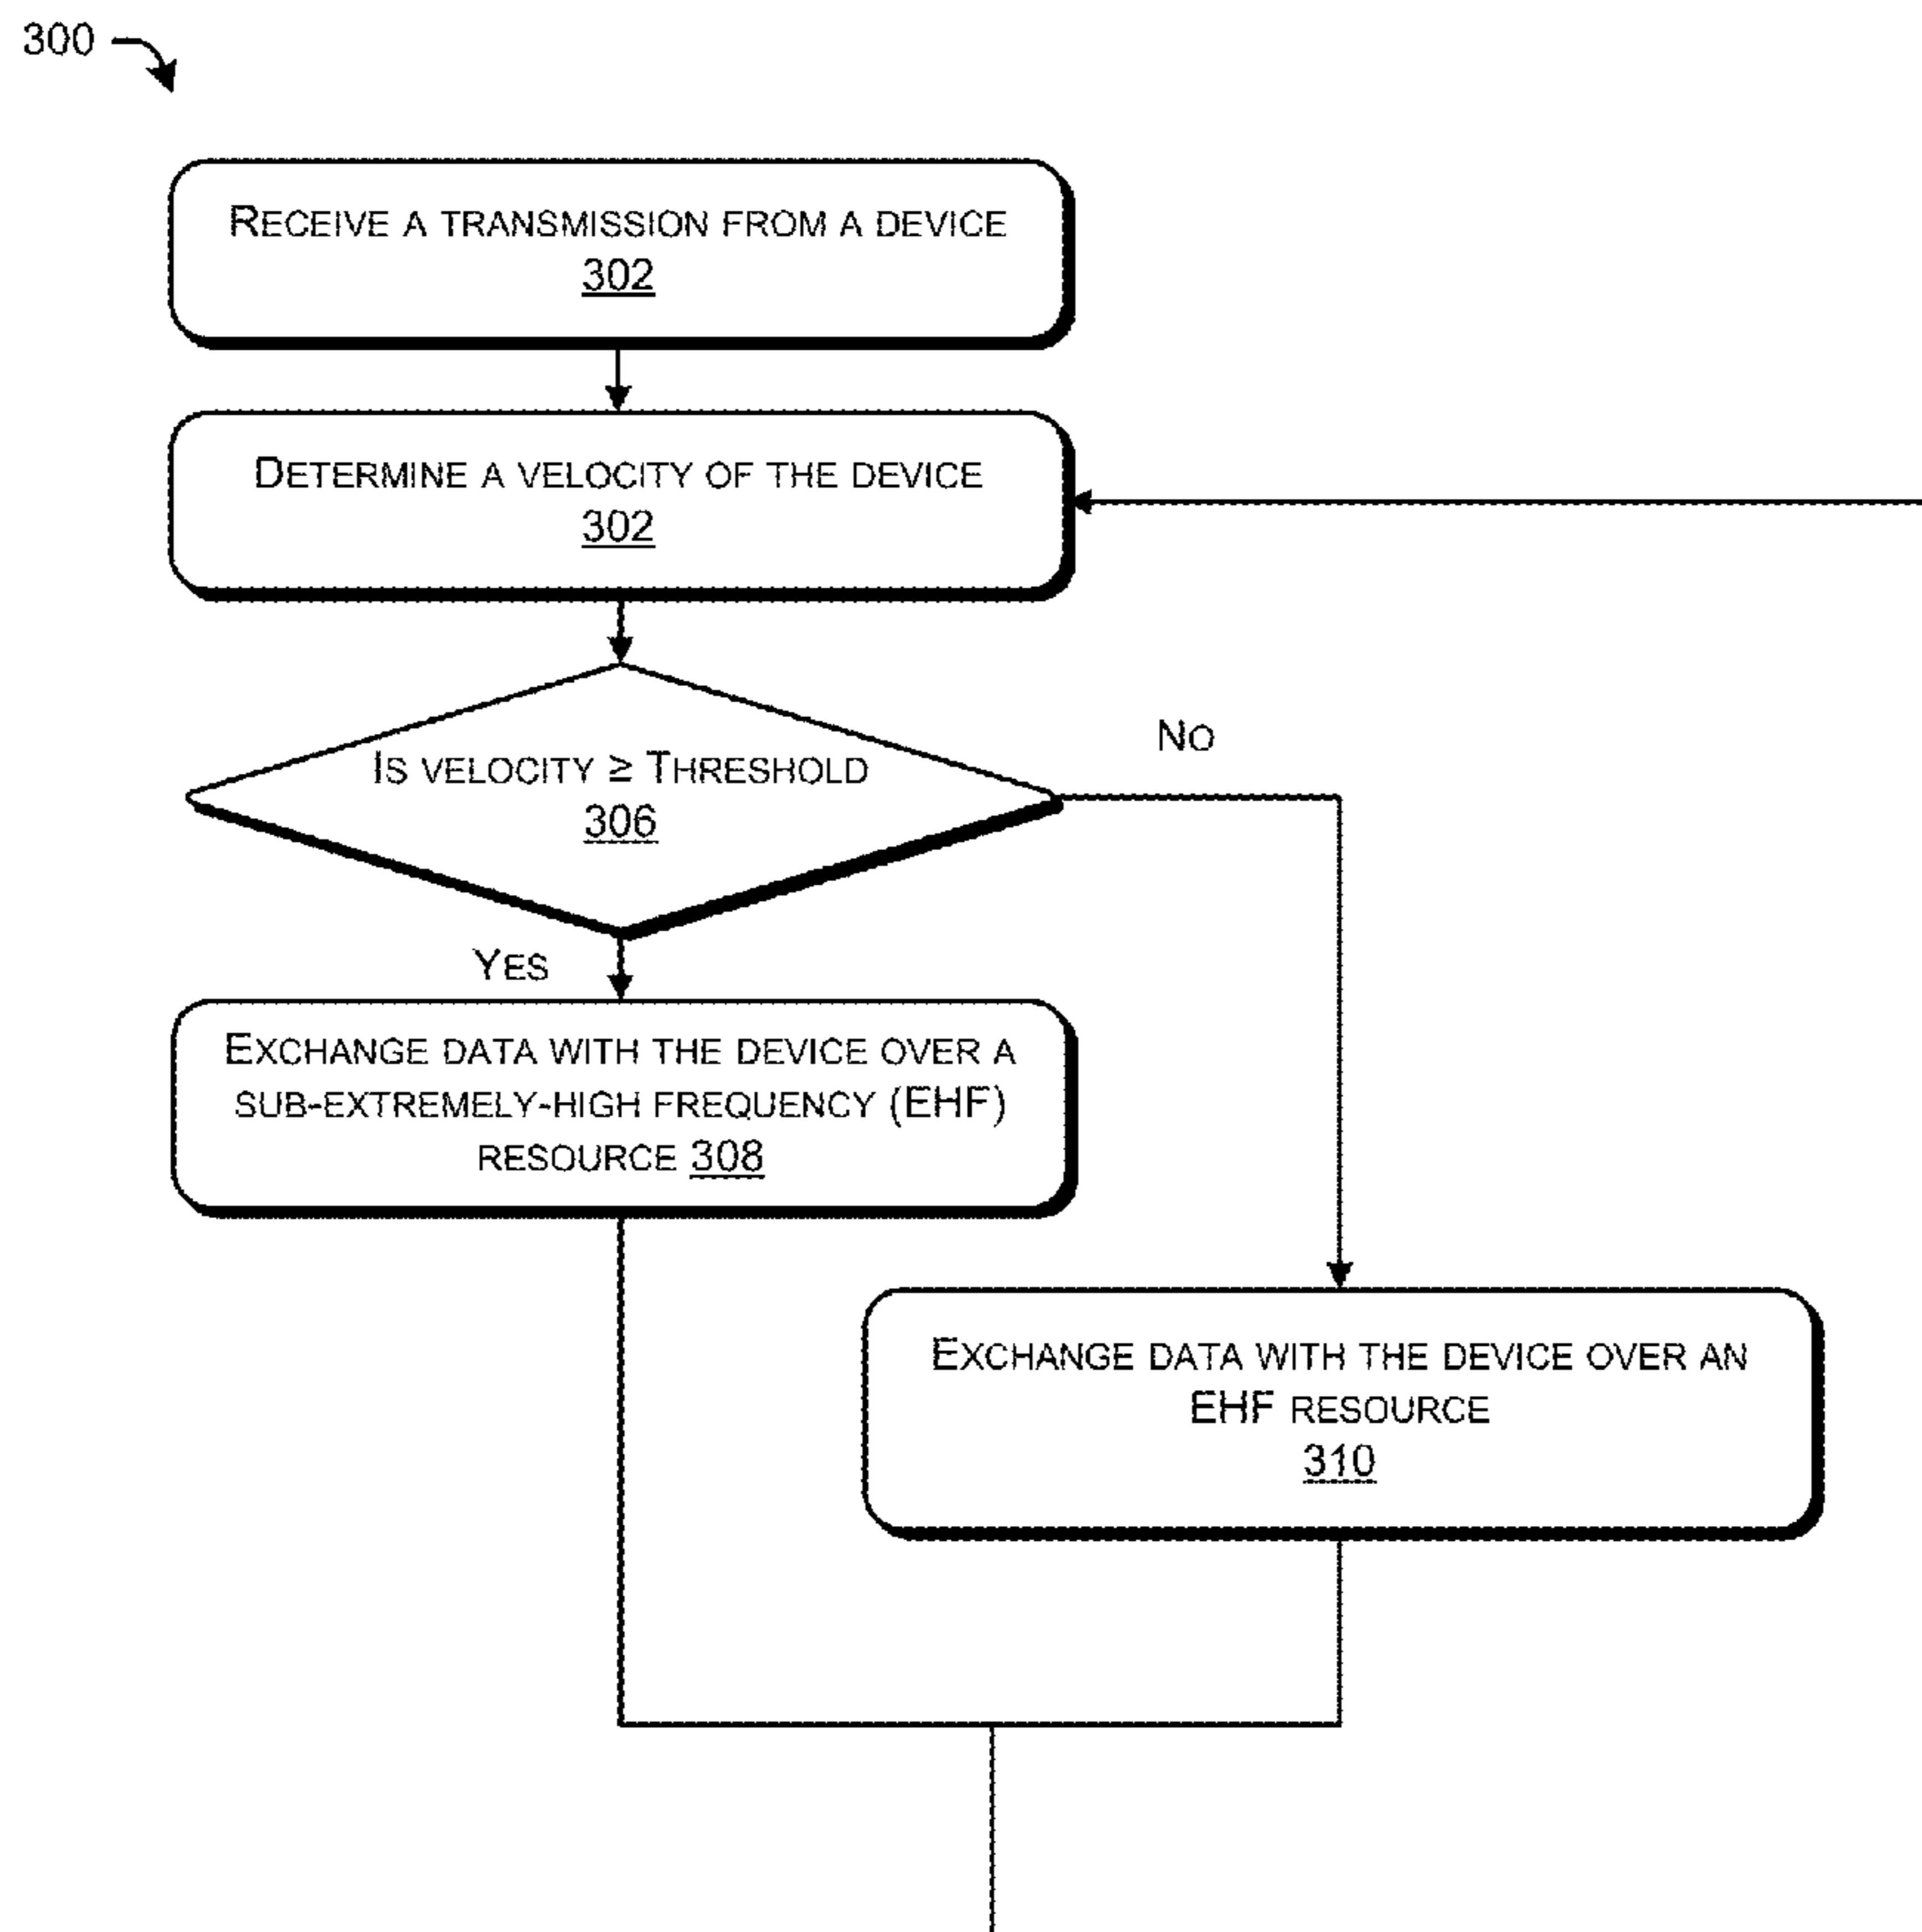 300
RECEIVE A TRANSMISSION FROM A DEVICE
302
DETERMINE A VELOCITY OF THE DEVICE
302
IS VELOCITY ≥ THRESHOLD
306
NO
YES
EXCHANGE DATA WITH THE DEVICE OVER A
SUB-EXTREMELY-HIGH FREQUENCY (EHF)
RESOURCE 308
EXCHANGE DATA WITH THE DEVICE OVER AN
EHF RESOURCE
310